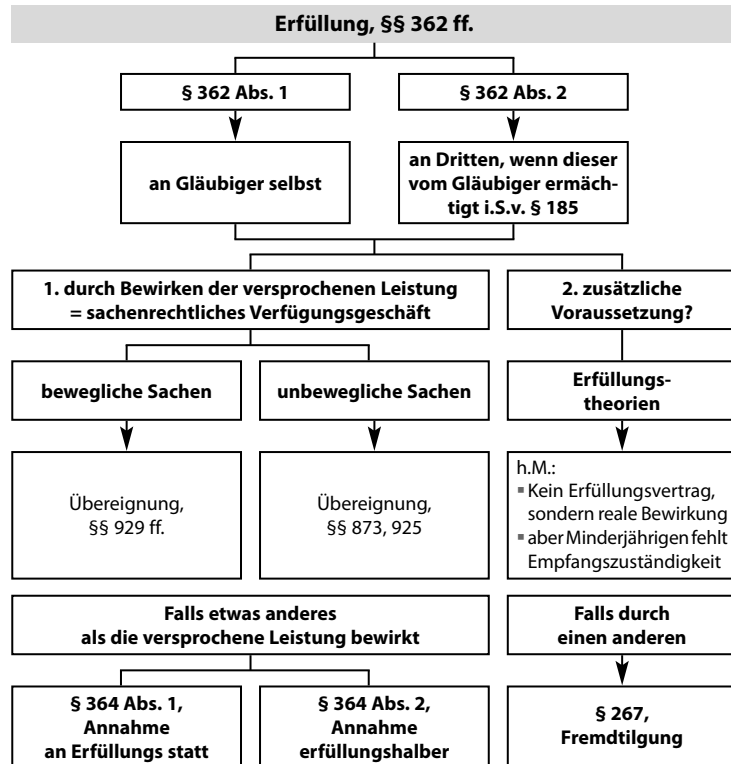 Erfüllung, §§ 362 ff.
§ 362 Abs. 1
§ 362 Abs. 2
an Gläubiger selbst
an Dritten, wenn dieser
vom Gläubiger ermäch-
tigt i.S.v. § 185
1. durch Bewirken der versprochenen Leistung
= sachenrechtliches Verfügungsgeschäft
2. zusätzliche
Voraussetzung?
bewegliche Sachen
unbewegliche Sachen
Erfüllungs-
theorien
Übereignung,
§§ 929 ff.
Übereignung,
§§ 873, 925
h.M.:
▪ Kein Erfüllungsvertrag,
sondern reale Bewirkung
▪ aber Minderjährigen fehlt
Empfangszuständigkeit
Falls etwas anderes
als die versprochene Leistung bewirkt
Falls durch
einen anderen
§ 364 Abs. 1,
Annahme
an Erfüllungs statt
§ 364 Abs. 2,
Annahme
erfüllungshalber
§ 267,
Fremdtilgung